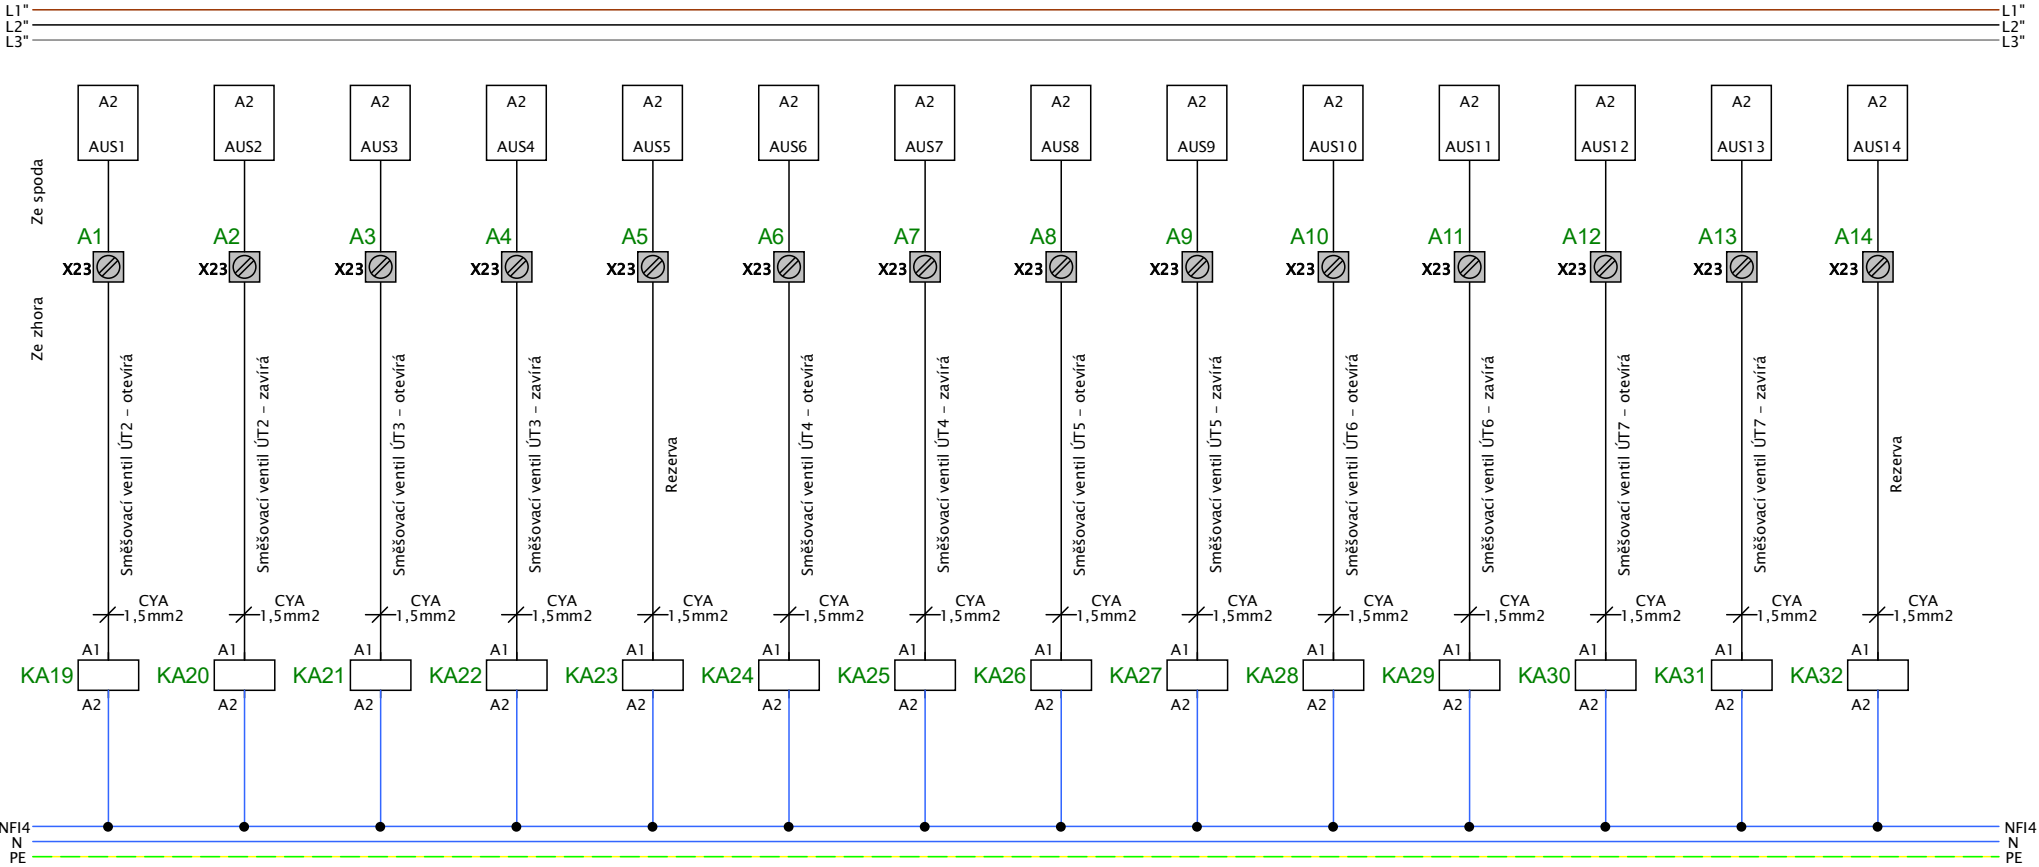 L1" L1"
L2" L2"
L3" L3"
A2 A2 A2 A2 A2 A2 A2 A2 A2 A2 A2 A2 A2 A2
AUS1 AUS2 AUS3 AUS4 AUS5 AUS6 AUS7 AUS8 AUS9 AUS10 AUS11 AUS12 AUS13 AUS14
Ze spoda
A1 A2 A3 A4 A5 A6 A7 A8 A9 A10 A11 A12 A13 A14
X23 X23 X23 X23 X23 X23 X23 X23 X23 X23 X23 X23 X23 X23
Ze zhora
Směšovací ventil ÚT2 - otevírá
Směšovací ventil ÚT2 - zavírá
Směšovací ventil ÚT3 - otevírá
Směšovací ventil ÚT3 - zavírá
Rezerva
Směšovací ventil ÚT4 - otevírá
Směšovací ventil ÚT4 - zavírá
Směšovací ventil ÚT5 - otevírá
Směšovací ventil ÚT5 - zavírá
Směšovací ventil ÚT6 - otevírá
Směšovací ventil ÚT6 - zavírá
Směšovací ventil ÚT7 - otevírá
Směšovací ventil ÚT7 - zavírá
Rezerva
CYA CYA CYA CYA CYA CYA CYA CYA CYA CYA CYA CYA CYA CYA
1,5mm2 1,5mm2 1,5mm2 1,5mm2 1,5mm2 1,5mm2 1,5mm2 1,5mm2 1,5mm2 1,5mm2 1,5mm2 1,5mm2 1,5mm2 1,5mm2
A1 A1 A1 A1 A1 A1 A1 A1 A1 A1 A1 A1 A1 A1
KA19 KA20 KA21 KA22 KA23 KA24 KA25 KA26 KA27 KA28 KA29 KA30 KA31 KA32
A2 A2 A2 A2 A2 A2 A2 A2 A2 A2 A2 A2 A2 A2
NFI4 NFI4
N N
PE PE